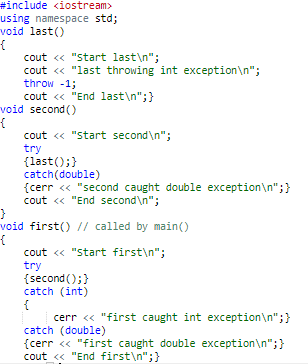 #include <iostream>
using namespace std;
void last()
{
    cout << "Start last\n";
    cout << "last throwing int exception\n";
    throw -1;
    cout << "End last\n";}
void second()
{
    cout << "Start second\n";
    try
    {last();}
    catch(double)
    {cerr << "second caught double exception\n";}
    cout << "End second\n";
}
void first() // called by main()
{
    cout << "Start first\n";
    try
    {second();}
    catch (int)
    {
        cerr << "first caught int exception\n";}
    catch (double)
    {cerr << "first caught double exception\n";}
    cout << "End first\n";}